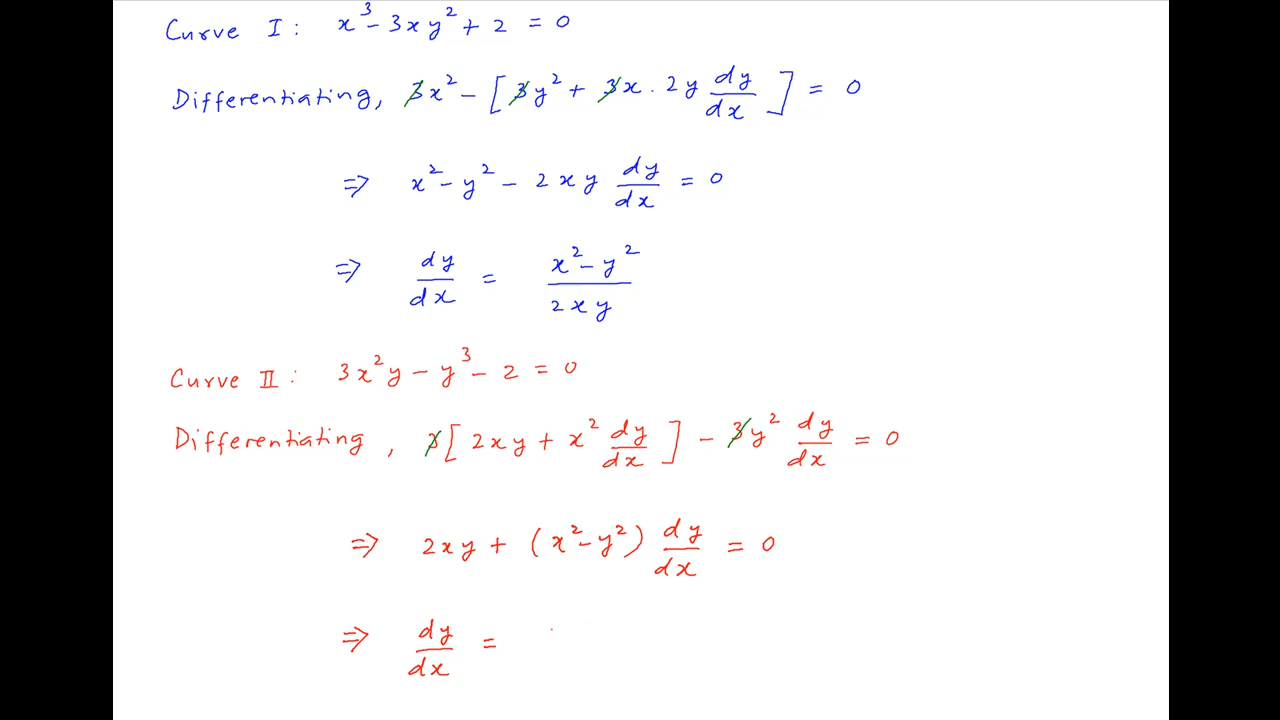 Curve I: x³ - 3xy² + 2 = 0
Differentiating, 3x² - [3y² + 3x . 2y dy/dx] = 0
⇒ x² - y² - 2xy dy/dx = 0
⇒ dy/dx = (x² - y²)/(2xy)
Curve II: 3x²y - y³ - 2 = 0
Differentiating, 3[2xy + x² dy/dx] - 3y² dy/dx = 0
⇒ 2xy + (x² - y²) dy/dx = 0
⇒ dy/dx =